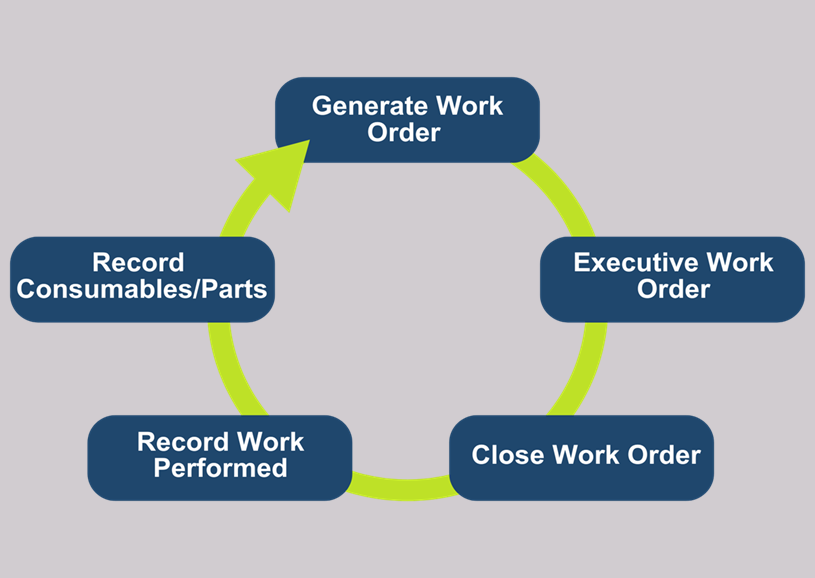 Generate Work
Order
Executive Work
Order
Close Work Order
Record Work
Performed
Record
Consumables/Parts